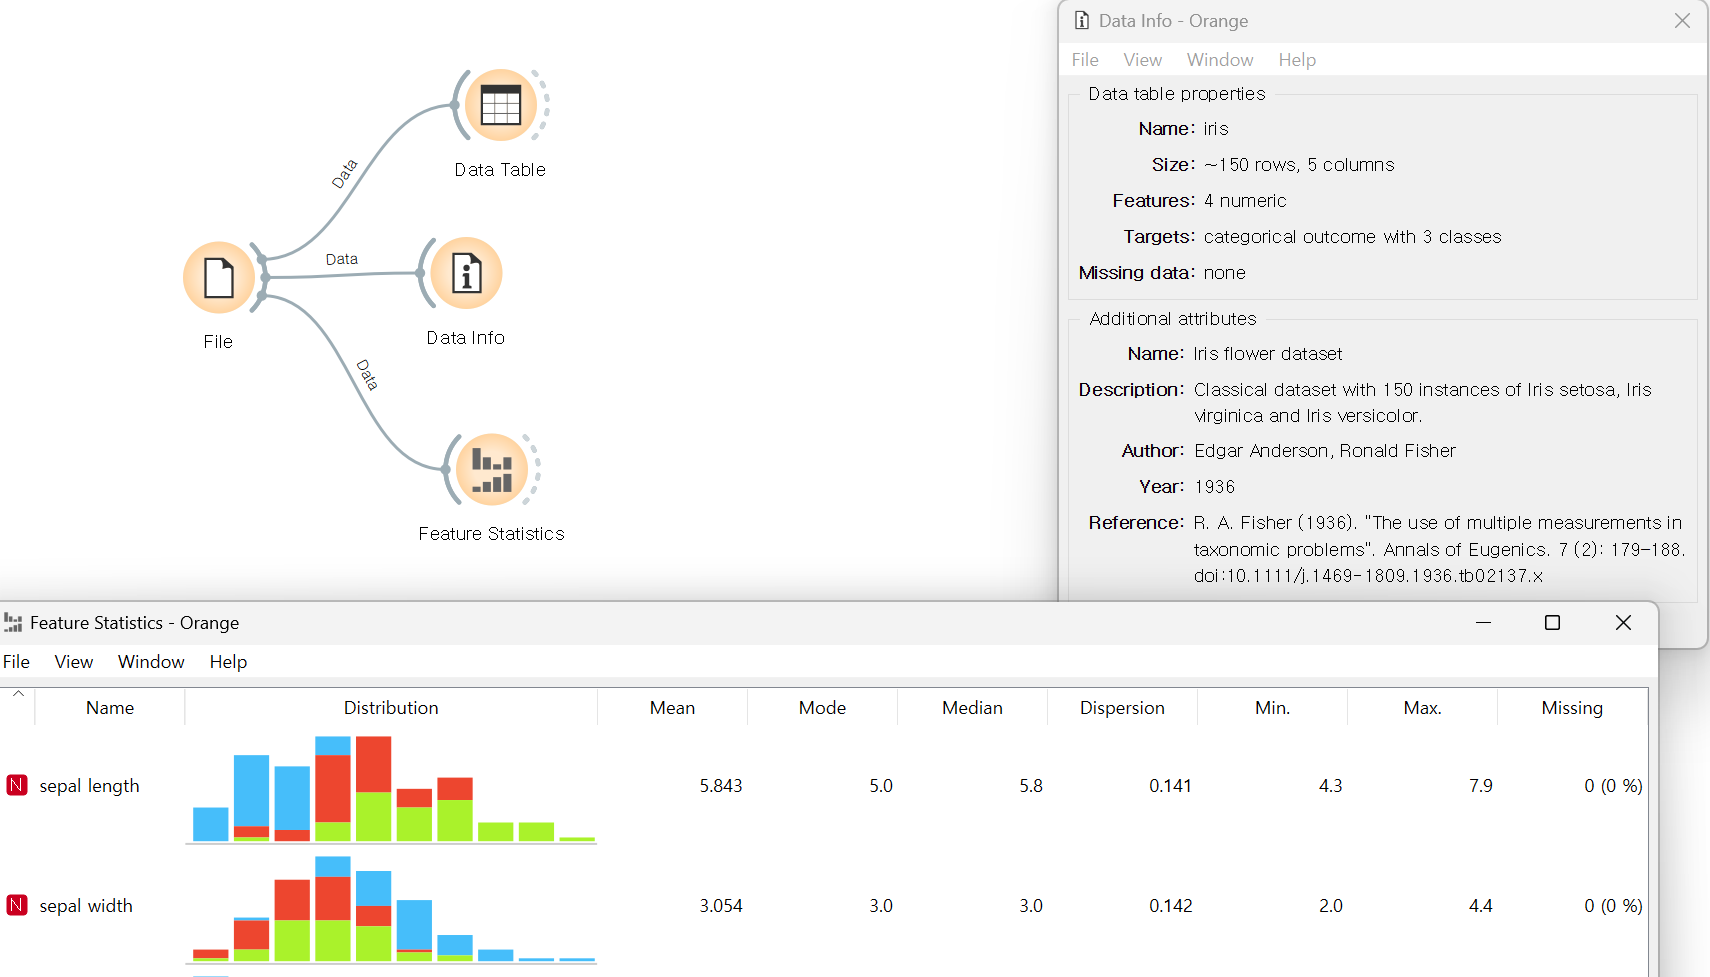 Data Table
Data
Data
Data Info
File
Data
Feature Statistics
Data Info - Orange
File View Window Help
Data table properties
Name: iris
Size: ~150 rows, 5 columns
Features: 4 numeric
Targets: categorical outcome with 3 classes
Missing data: none
Additional attributes
Name: Iris flower dataset
Description: Classical dataset with 150 instances of Iris setosa, Iris
virginica and Iris versicolor.
Author: Edgar Anderson, Ronald Fisher
Year: 1936
Reference: R. A. Fisher (1936). "The use of multiple measurements in
taxonomic problems". Annals of Eugenics. 7 (2): 179-188.
doi:10.1111/j.1469-1809.1936.tb02137.x
Feature Statistics - Orange
File View Window Help
Name Distribution Mean Mode Median Dispersion Min. Max. Missing
N sepal length 5.843 5.0 5.8 0.141 4.3 7.9 0 (0 %)
N sepal width 3.054 3.0 3.0 0.142 2.0 4.4 0 (0 %)